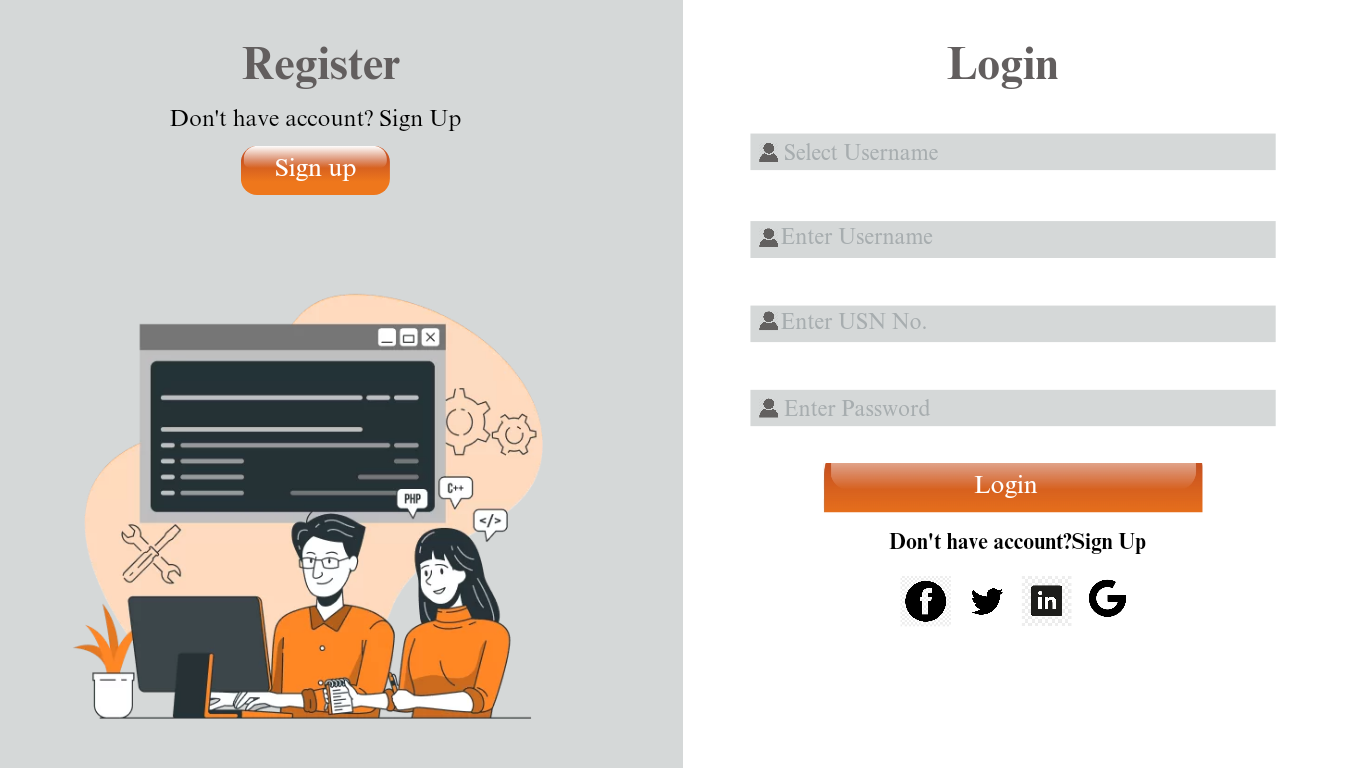 Register
Don't have account? Sign Up
Sign up
PHP
C++
</>
Login
Select Username
Enter Username
Enter USN No.
Enter Password
Login
Don't have account?Sign Up
f
in
G